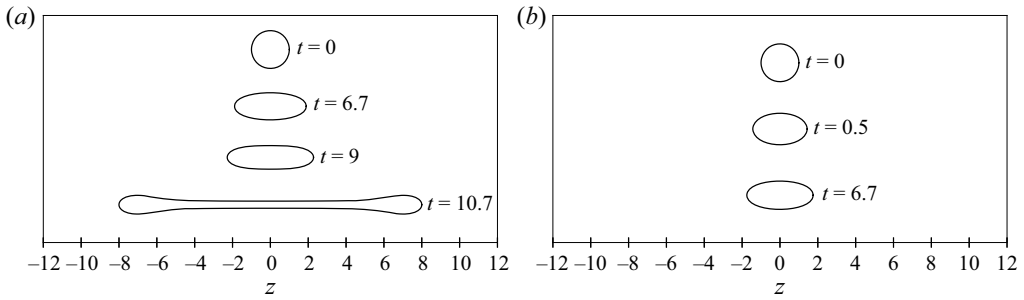 (a)
t = 0
t = 6.7
t = 9
t = 10.7
–12 –10 –8 –6 –4 –2 0 2 4 6 8 10 12
z
(b)
t = 0
t = 0.5
t = 6.7
–12 –10 –8 –6 –4 –2 0 2 4 6 8 10 12
z